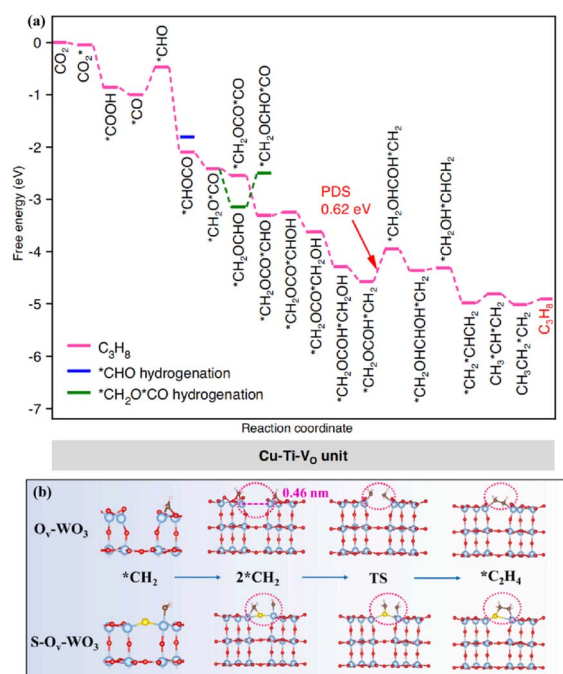 (a)
0
-1
-2
-3
-4
-5
-6
-7
Free energy (eV)
CO₂
CO₂*
*COOH
*CO
*CHO
*CHOCO
*CH₂O*CO
*CH₂OCO*CO
*CH₂OCHO
*CH₂OCHO*CO
*CH₂OCO*CHO
*CH₂OCO*CHOH
*CH₂OCO*CH₂OH
*CH₂OCOH*CH₂OH
*CH₂OCOH*CH₂
PDS
0.62 eV
*CH₂OHCOH*CH₂
*CH₂OHCHOH*CH₂
*CH₂OH*CHCH₂
*CH₂*CHCH₂
CH₃*CH*CH₂
CH₃CH₂*CH₂
C₃H₈
C₃H₈
*CHO hydrogenation
*CH₂O*CO hydrogenation
Reaction coordinate
Cu-Ti-V₀ unit
(b)
0.46 nm
Oᵥ-WO₃
*CH₂
2*CH₂
TS
*C₂H₄
S-Oᵥ-WO₃